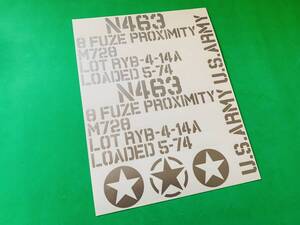 N463
8 FUZE PROXIMITY
M728
LOT RYB-4-14A
LOADED 5-74
N463
8 FUZE PROXIMITY
M728
LOT RYB-4-14A
LOADED 5-74
U.S.ARMY
U.S.ARMY